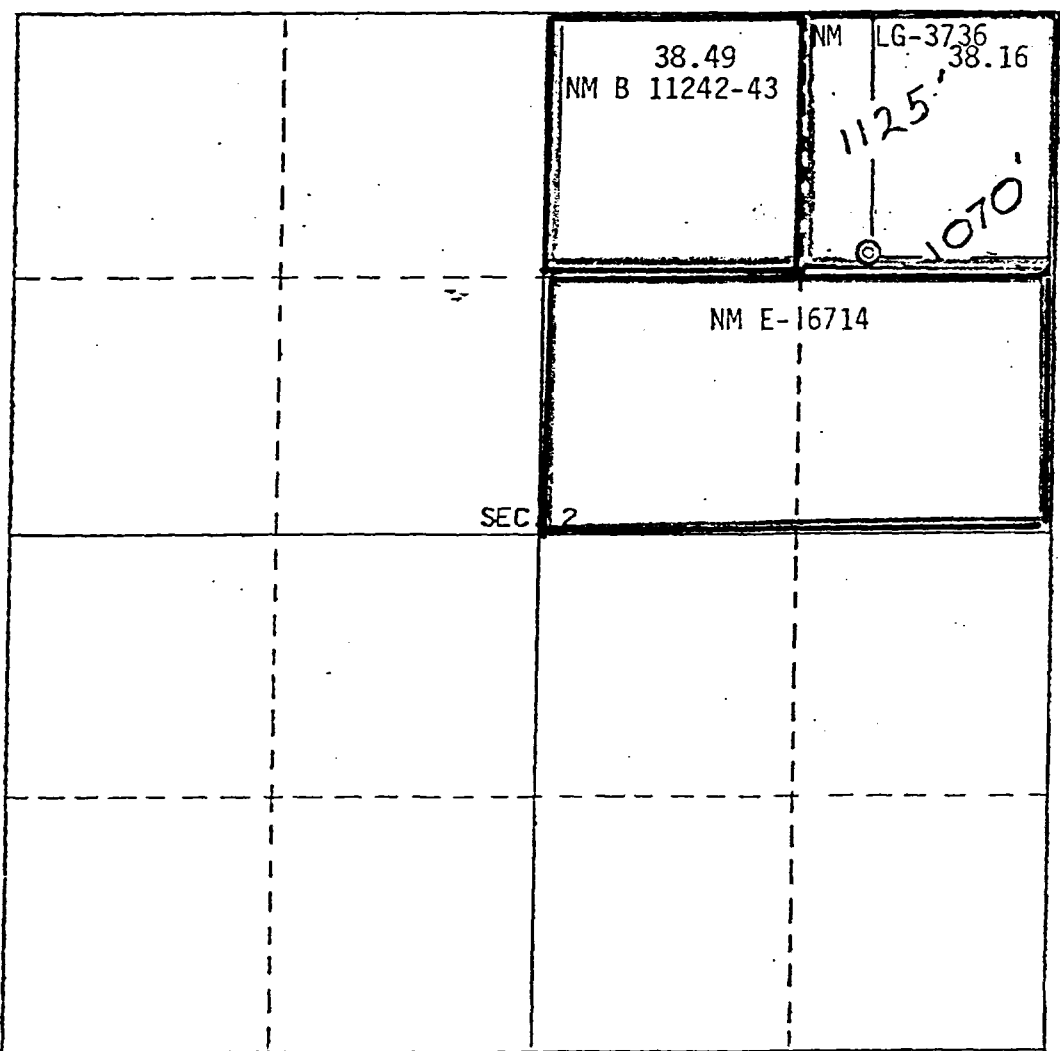 38.49
NM B 11242-43
NM LG-3736
38.16
1125'
1070'
NM E-16714
SEC. 2